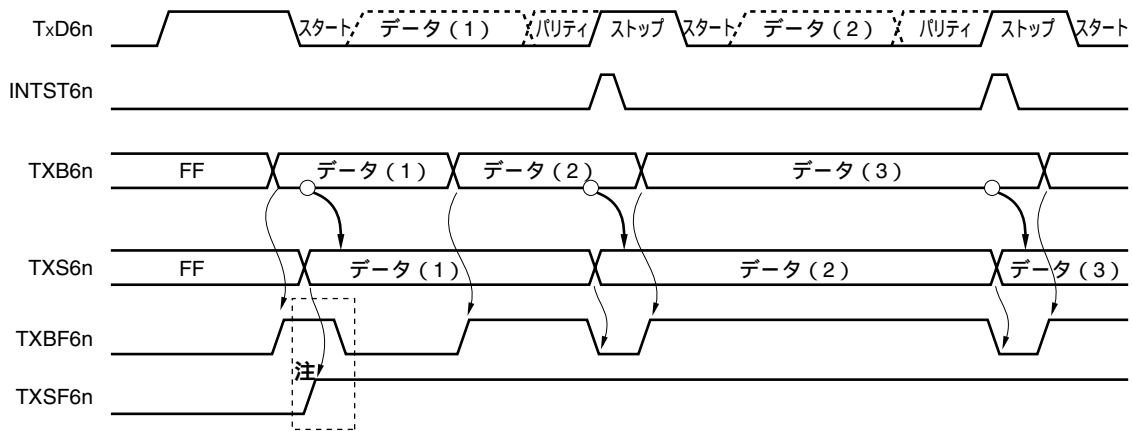 TxD6n スタート データ（1） パリティ ストップ スタート データ（2） パリティ ストップ スタート
INTST6n
TXB6n FF データ（1） データ（2） データ（3）
TXS6n FF データ（1） データ（2） データ（3）
TXBF6n
注
TXSF6n